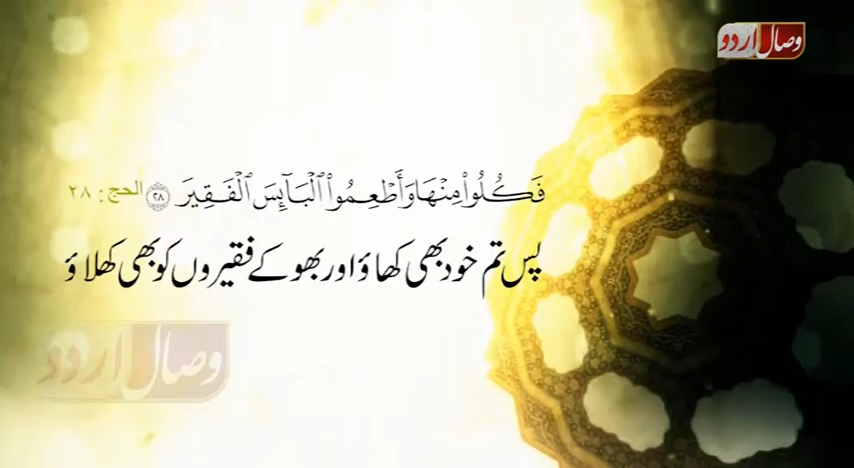 وصال اردو
فَكُلُوا۟ مِنْهَا وَأَطْعِمُوا۟ ٱلْبَآئِسَ ٱلْفَقِيرَ ۝٢٨ الحج: ٢٨
پس تم خود بھی کھاؤ اور بھوکے فقیروں کو بھی کھلاؤ
وصال اردو